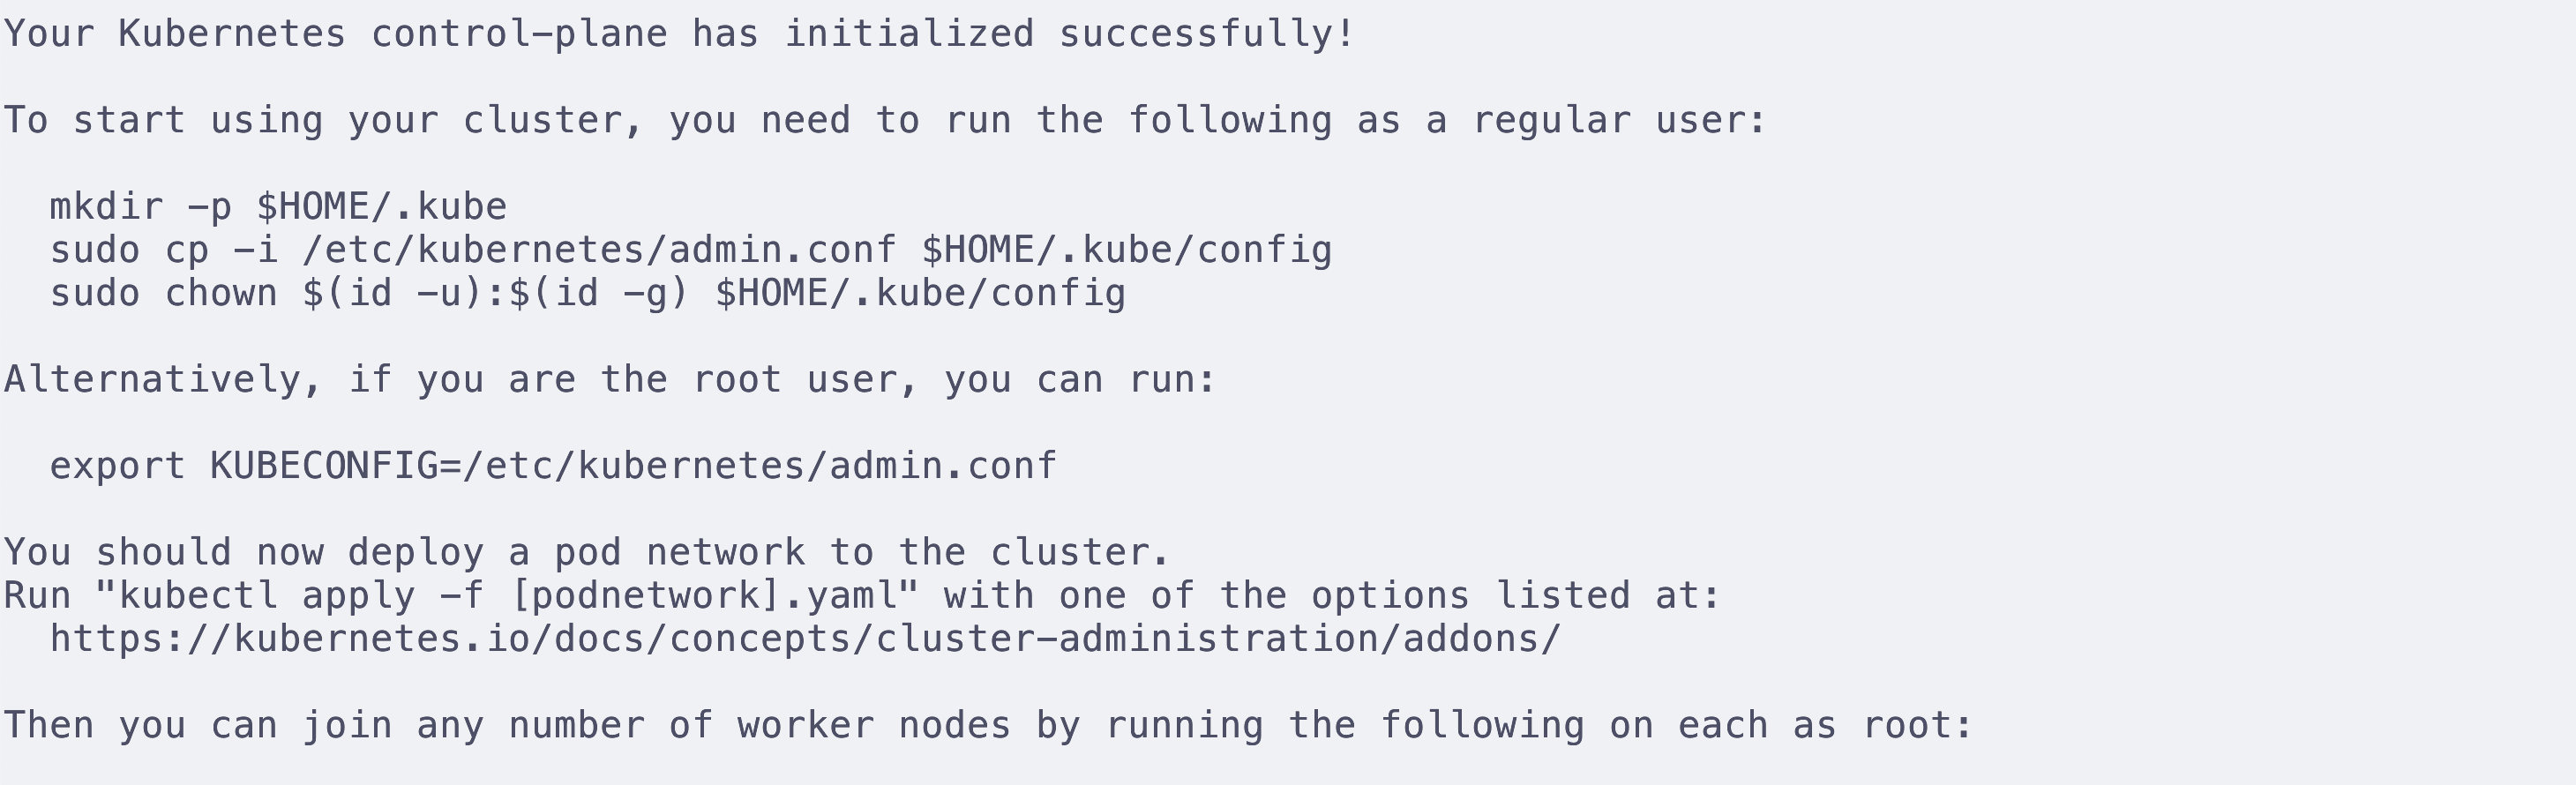 Your Kubernetes control-plane has initialized successfully!
To start using your cluster, you need to run the following as a regular user:
mkdir -p $HOME/.kube
sudo cp -i /etc/kubernetes/admin.conf $HOME/.kube/config
sudo chown $(id -u):$(id -g) $HOME/.kube/config
Alternatively, if you are the root user, you can run:
export KUBECONFIG=/etc/kubernetes/admin.conf
You should now deploy a pod network to the cluster.
Run "kubectl apply -f [podnetwork].yaml" with one of the options listed at:
https://kubernetes.io/docs/concepts/cluster-administration/addons/
Then you can join any number of worker nodes by running the following on each as root: